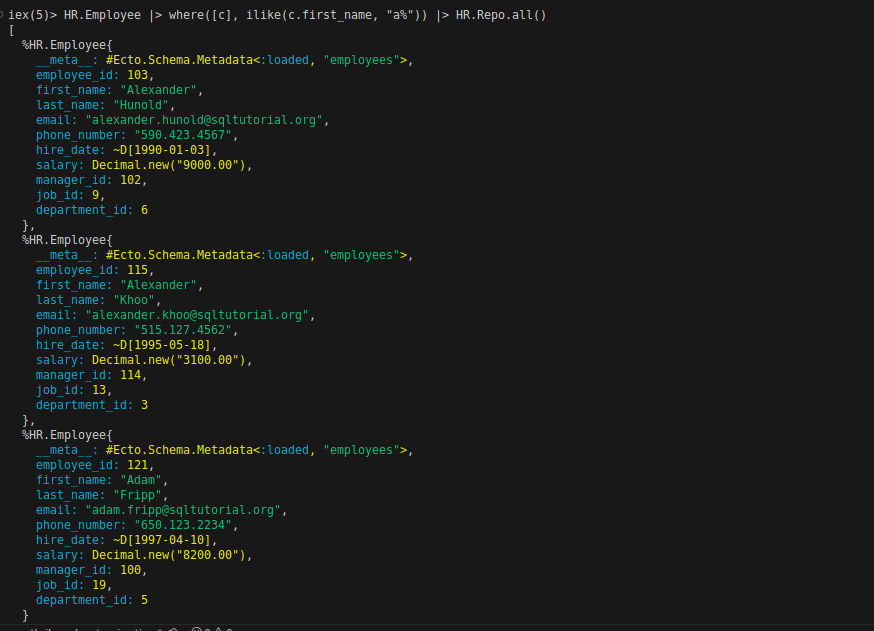 iex(5)> HR.Employee |> where([c], ilike(c.first_name, "a%")) |> HR.Repo.all()
[
  %HR.Employee{
    __meta__: #Ecto.Schema.Metadata<:loaded, "employees">,
    employee_id: 103,
    first_name: "Alexander",
    last_name: "Hunold",
    email: "alexander.hunold@sqltutorial.org",
    phone_number: "590.423.4567",
    hire_date: ~D[1990-01-03],
    salary: Decimal.new("9000.00"),
    manager_id: 102,
    job_id: 9,
    department_id: 6
  },
  %HR.Employee{
    __meta__: #Ecto.Schema.Metadata<:loaded, "employees">,
    employee_id: 115,
    first_name: "Alexander",
    last_name: "Khoo",
    email: "alexander.khoo@sqltutorial.org",
    phone_number: "515.127.4562",
    hire_date: ~D[1995-05-18],
    salary: Decimal.new("3100.00"),
    manager_id: 114,
    job_id: 13,
    department_id: 3
  },
  %HR.Employee{
    __meta__: #Ecto.Schema.Metadata<:loaded, "employees">,
    employee_id: 121,
    first_name: "Adam",
    last_name: "Fripp",
    email: "adam.fripp@sqltutorial.org",
    phone_number: "650.123.2234",
    hire_date: ~D[1997-04-10],
    salary: Decimal.new("8200.00"),
    manager_id: 100,
    job_id: 19,
    department_id: 5
  }